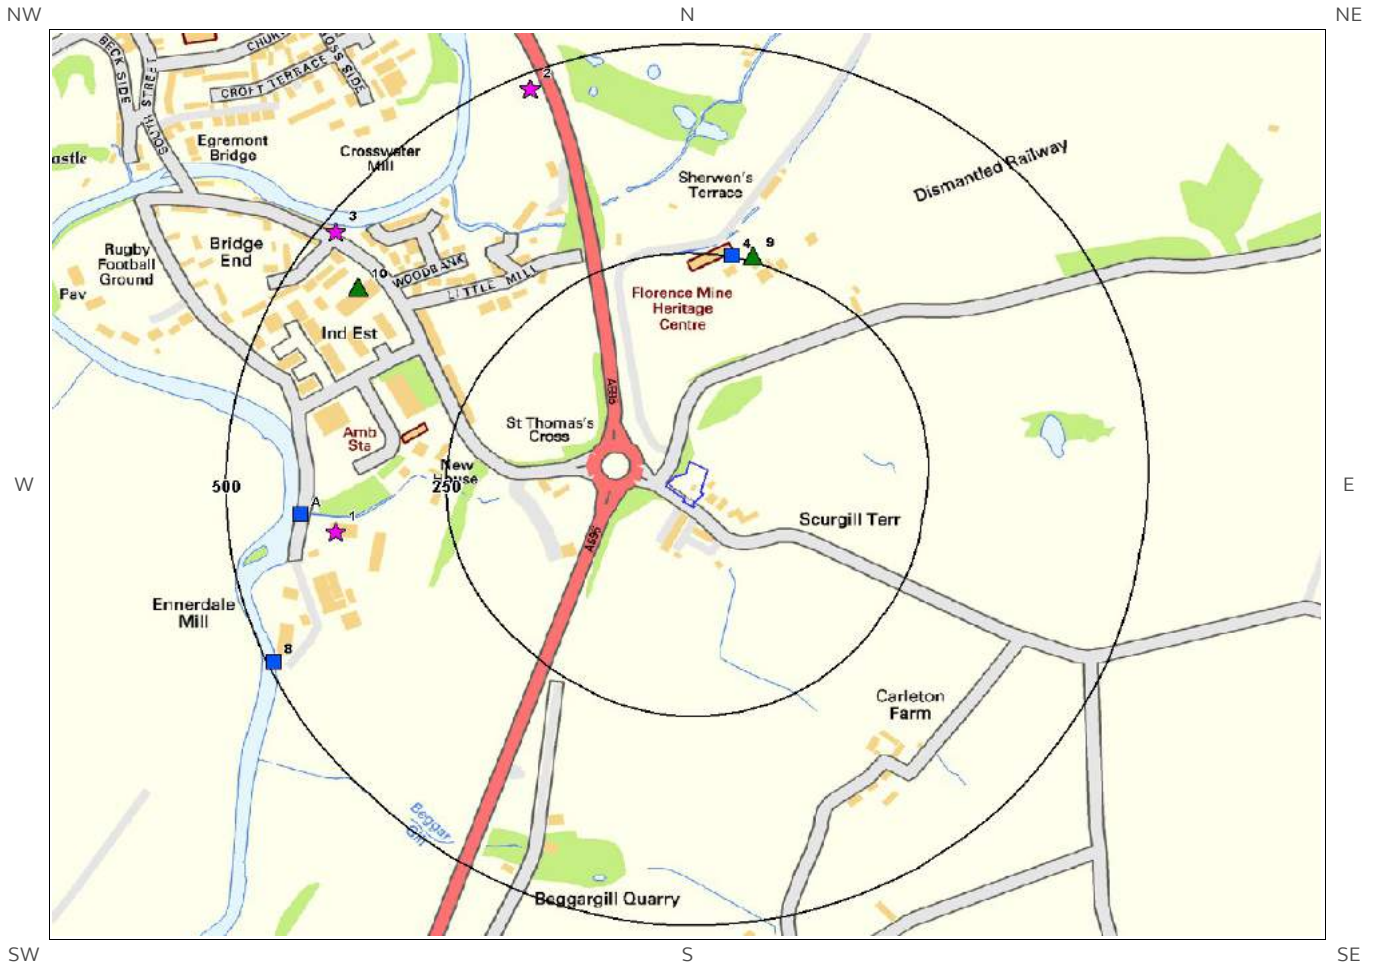 NW
N
NE
BECK SIDE
STREET
SOUTH
CROSS SIDE
CROFT TERRACE
2
astle
Egremont
Bridge
Crosswater
Mill
Sherwen's
Terrace
Dismantled Railway
3
Rugby
Football
Ground
Bridge
End
4
9
10
WOODBANK
LITTLE MILL
Pav
Florence Mine
Heritage
Centre
Ind Est
A595
St Thomas's
Cross
Amb
Sta
New
House
W
500
250
E
A
1
Scurgill Terr
A595
Ennerdale
Mill
8
Carleton
Farm
Beggar
Gill
Beggargill Quarry
SW
S
SE